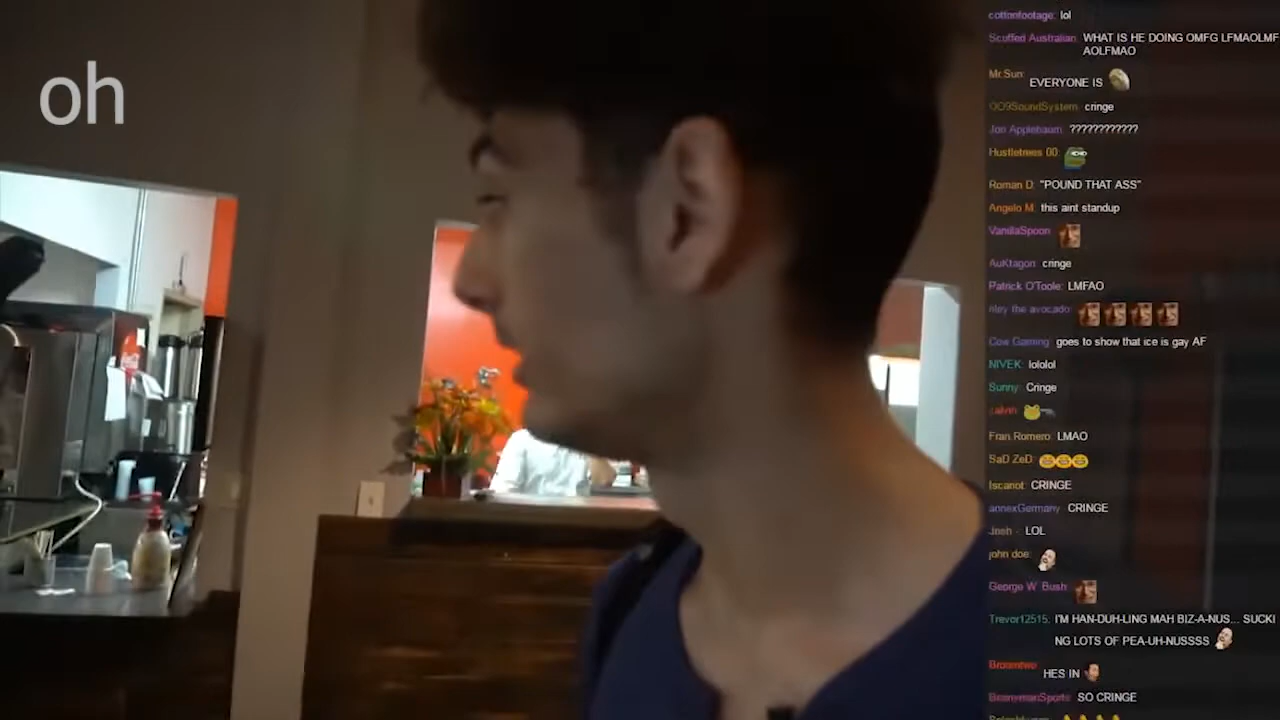 oh
cottonfootage: lol
Scuffed Australian: WHAT IS HE DOING OMFG LFMAOLMF
AOLFMAO
Mr.Sun: EVERYONE IS
OO9SoundSystem: cringe
Jon Applebaum: ????????????
Hustletrees 00:
Roman D: "POUND THAT ASS"
Angelo M: this aint standup
VanillaSpoon:
AuKtagon: cringe
Patrick O'Toole: LMFAO
riley the avocado:
Cow Gaming: goes to show that ice is gay AF
NIVEK: lololol
Sunny: Cringe
Fran Romero: LMAO
SaD ZeD:
Iscanot: CRINGE
annexGermany: CRINGE
Josh - LOL
john doe:
George W. Bush:
Trevor12515: I'M HAN-DUH-LING MAH BIZ-A-NUS... SUCKI
NG LOTS OF PEA-UH-NUSSSS
HES IN
SO CRINGE